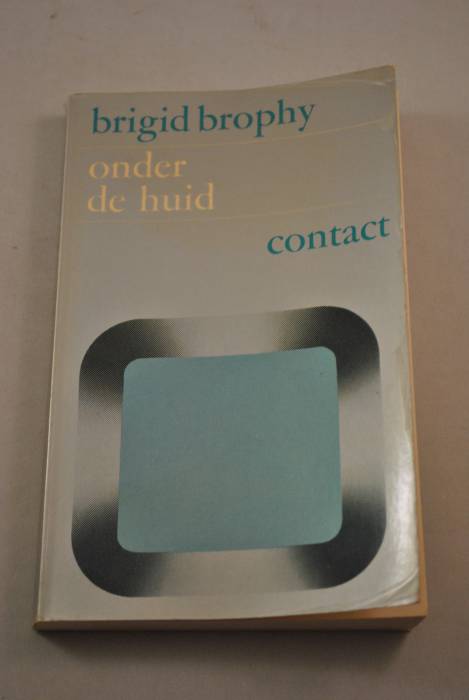 brigid brophy
onder
de huid
contact